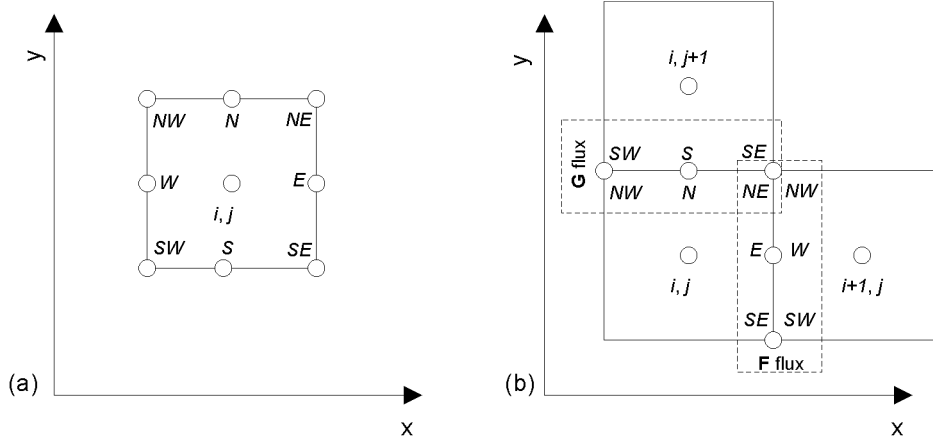 y
NW N NE
W E
i, j
SW S SE
(a)
x
y
i, j+1
G flux
SW S SE
NW N NE NW
E W
i, j i+1, j
SE SW
F flux
(b)
x